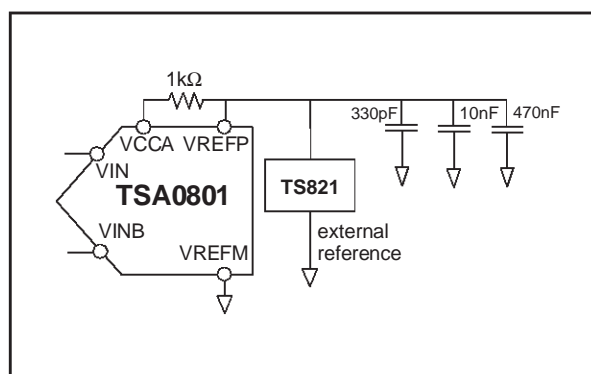 1kΩ
330pF 10nF 470nF
VCCA VREFP
VIN
TSA0801
TS821
VINB
external
reference
VREFM